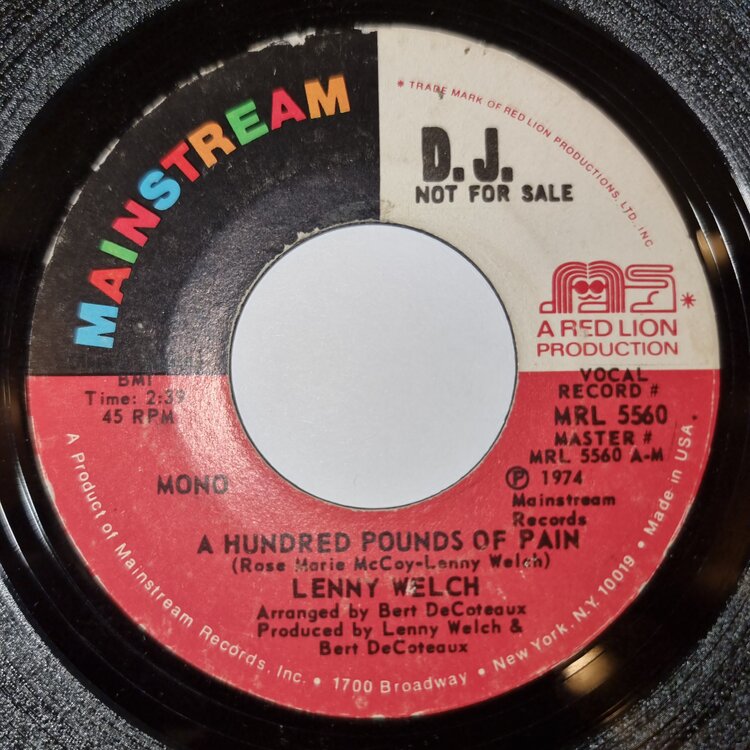 MAINSTREAM
* TRADE MARK OF RED LION PRODUCTIONS, LTD., INC
D.J.
NOT FOR SALE
*
A RED LION
PRODUCTION
BMI
Time: 2:39
45 RPM
VOCAL
RECORD #
MRL 5560
MASTER #
MRL 5560 A-M
MONO
Ⓟ 1974
Mainstream
Records
A HUNDRED POUNDS OF PAIN
(Rose Marie McCoy-Lenny Welch)
LENNY WELCH
Arranged by Bert DeCoteaux
Produced by Lenny Welch &
Bert DeCoteaux
A Product of Mainstream Records, Inc. • 1700 Broadway • New York, N.Y. 10019 • Made in USA.